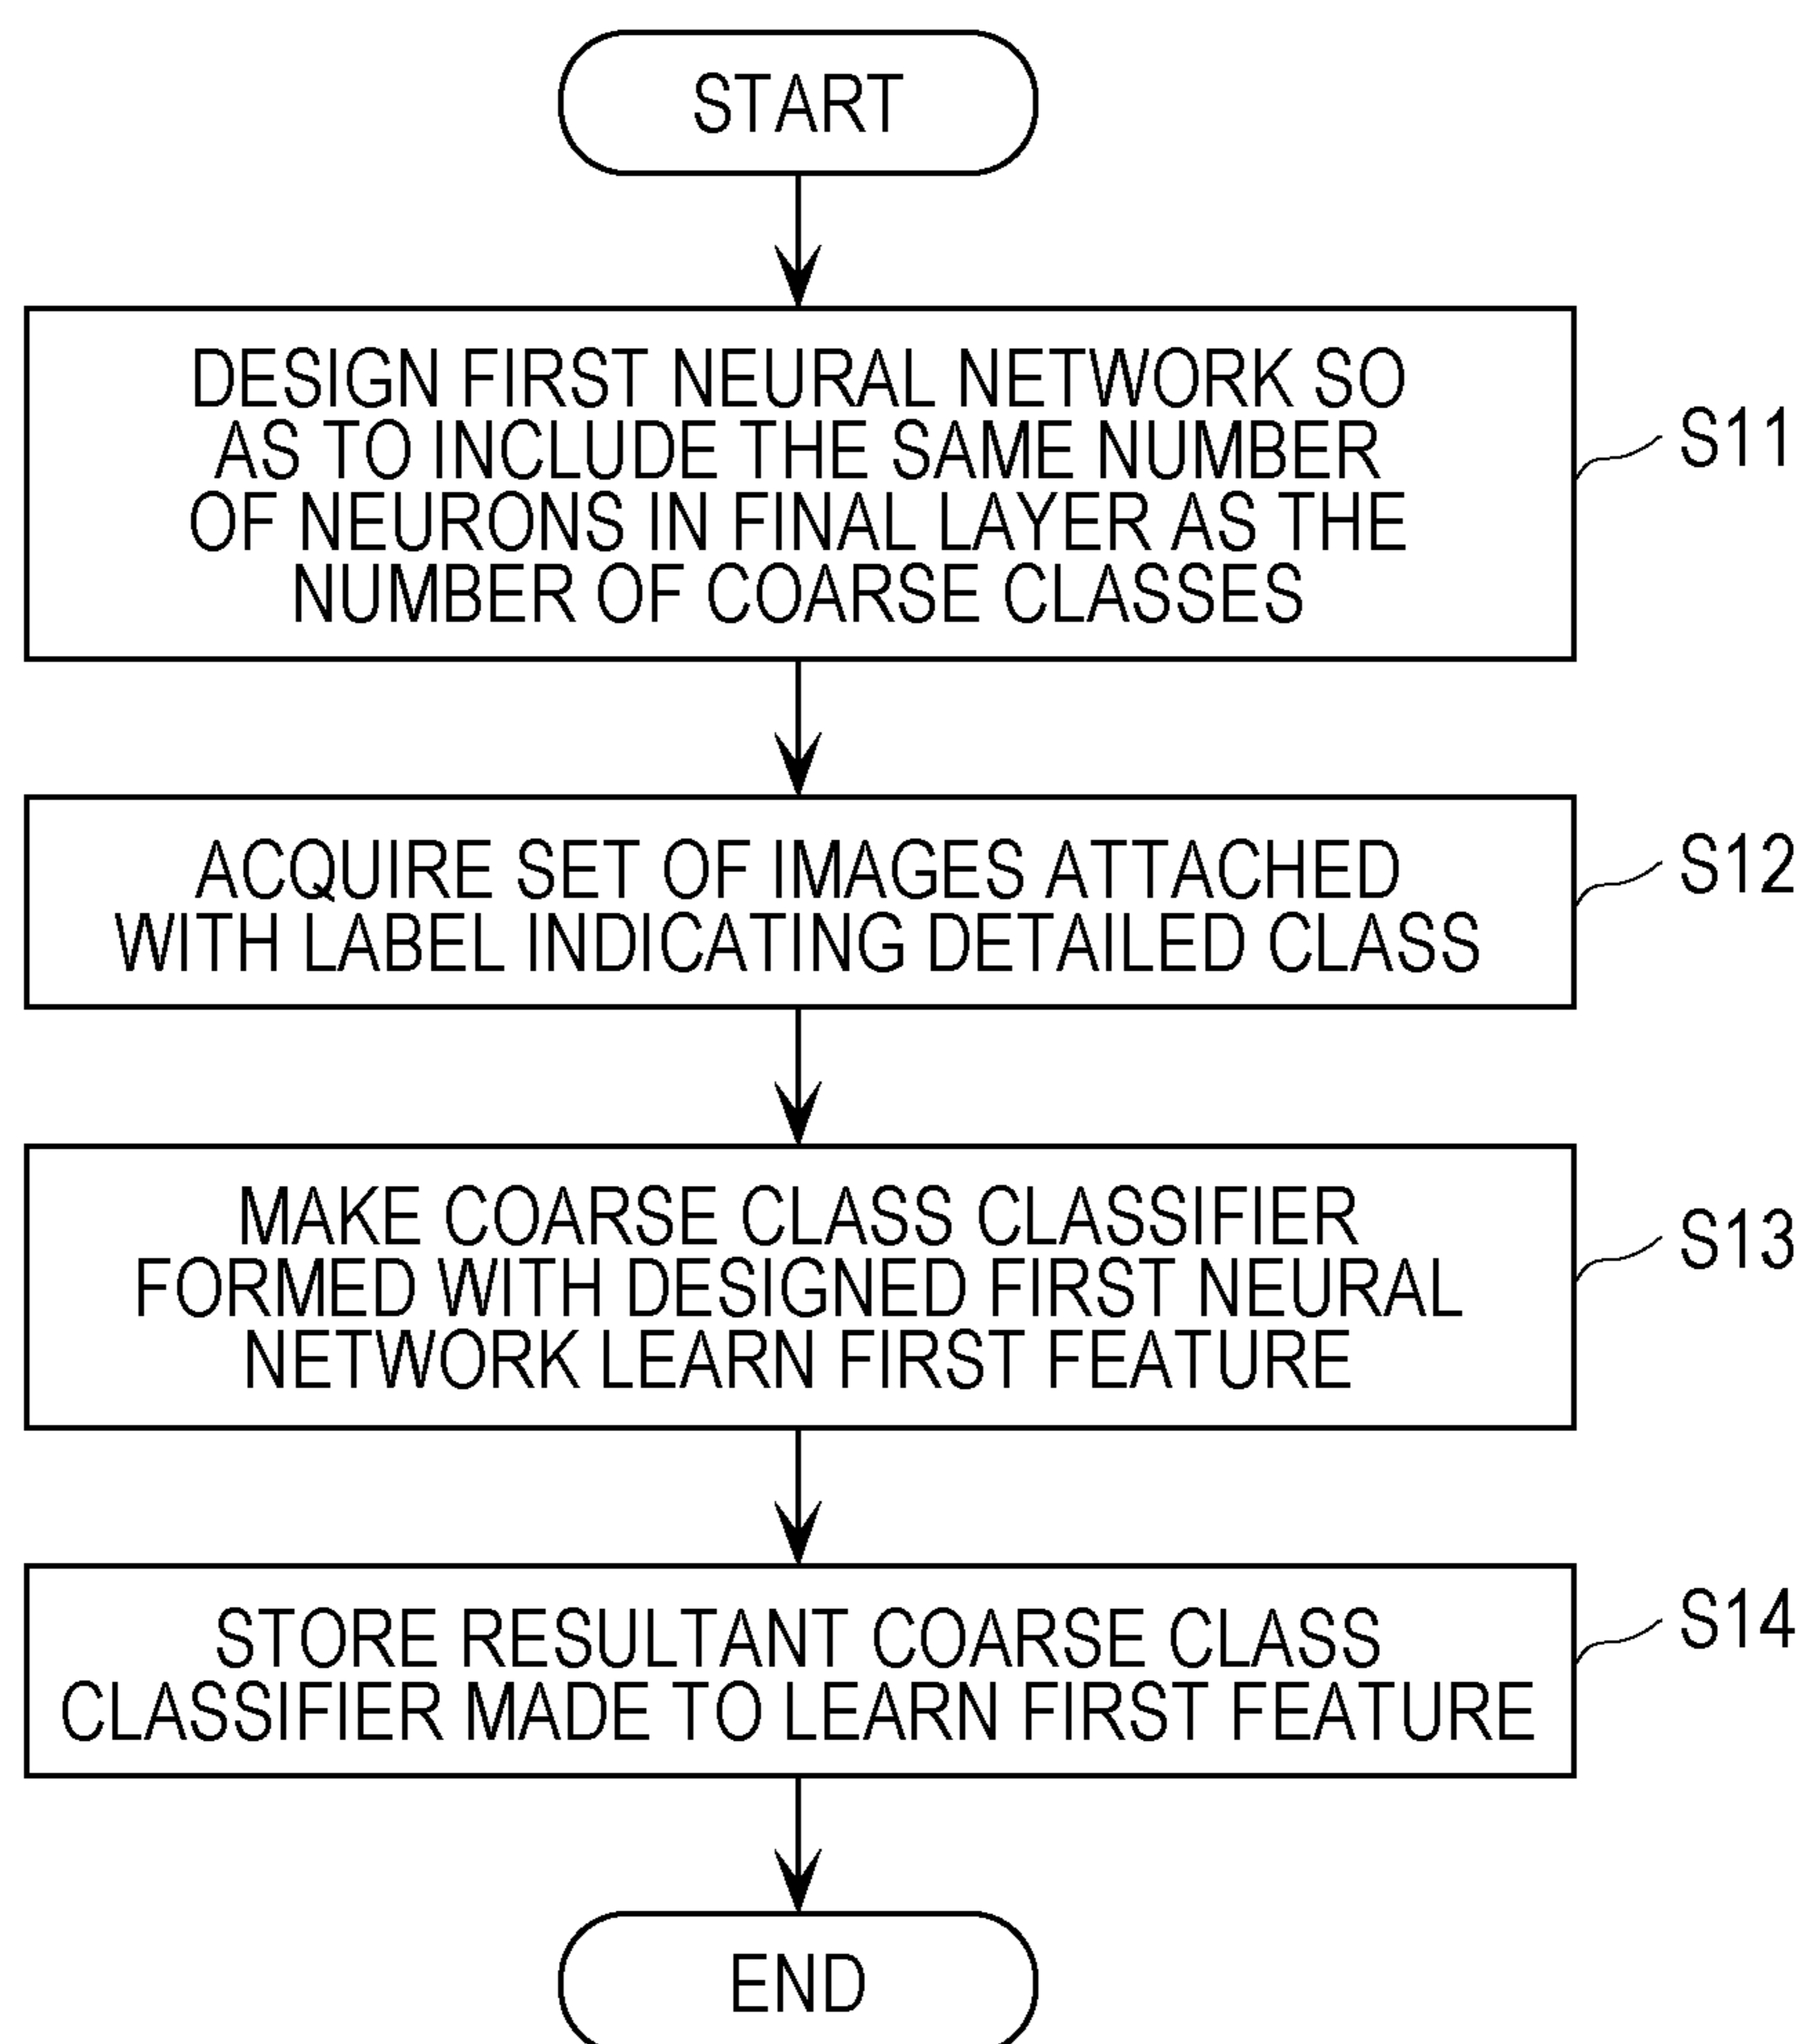 START
DESIGN FIRST NEURAL NETWORK SO
AS TO INCLUDE THE SAME NUMBER
OF NEURONS IN FINAL LAYER AS THE
NUMBER OF COARSE CLASSES
S11
ACQUIRE SET OF IMAGES ATTACHED
WITH LABEL INDICATING DETAILED CLASS
S12
MAKE COARSE CLASS CLASSIFIER
FORMED WITH DESIGNED FIRST NEURAL
NETWORK LEARN FIRST FEATURE
S13
STORE RESULTANT COARSE CLASS
CLASSIFIER MADE TO LEARN FIRST FEATURE
S14
END